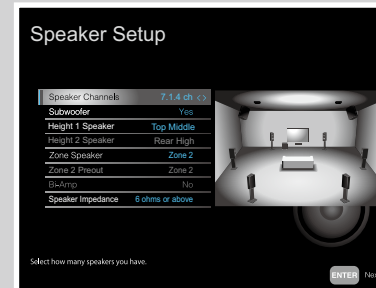 Speaker Setup
Speaker Channels 7.1.4 ch <>
Subwoofer Yes
Height 1 Speaker Top Middle
Height 2 Speaker Rear High
Zone Speaker Zone 2
Zone 2 Preout Zone 2
Bi-Amp No
Speaker Impedance 6 ohms or above
Select how many speakers you have.
ENTER Nex